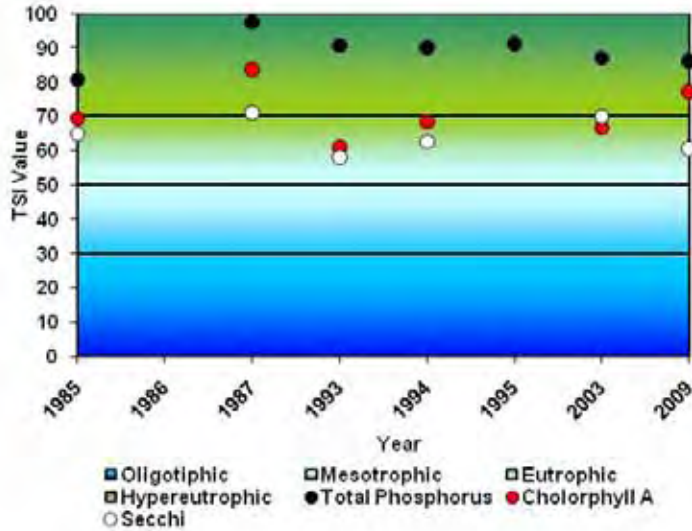 100
90
80
70
60
50
40
30
20
10
0
TSI Value
1985 1986 1987 1993 1994 1995 2003 2009
Year
Oligotiphic Mesotrophic Eutrophic
Hypereutrophic Total Phosphorus Cholorphyll A
Secchi